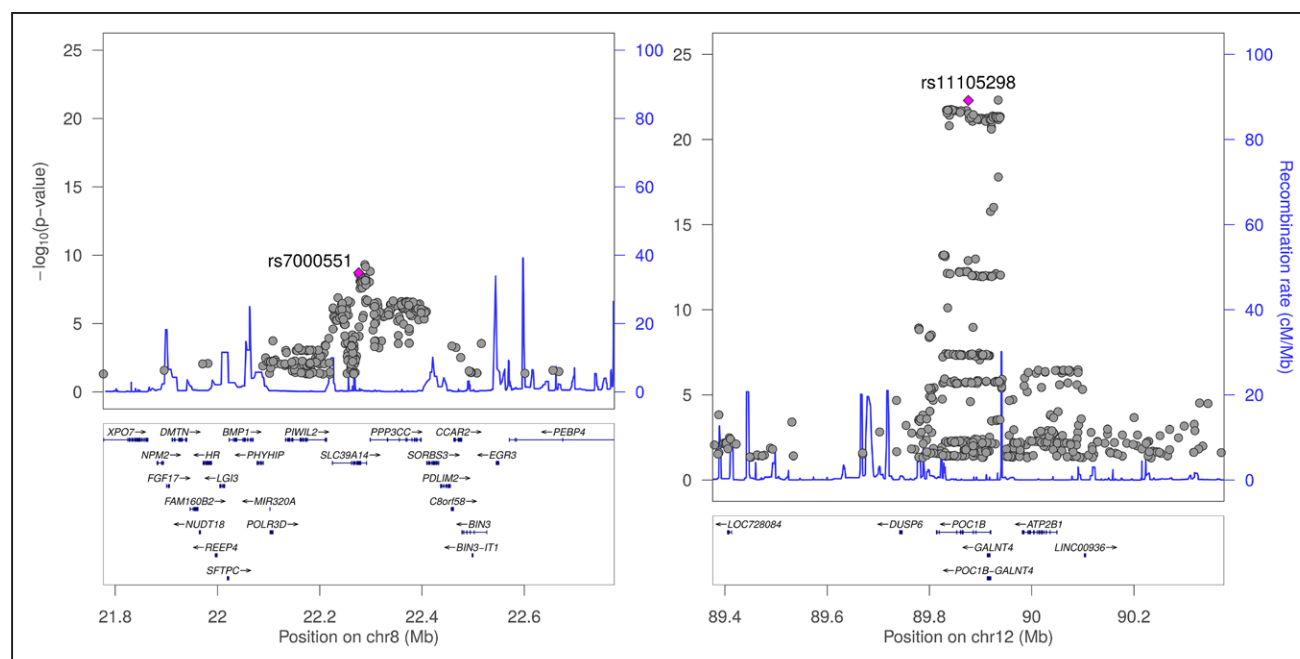 25
20
15
10
5
0
−log10(p−value)
rs7000551
100
80
60
40
20
0
XPO7→
DMTN→
BMP1→
PIWIL2→
PPP3CC→
CCAR2→
←PEBP4
NPM2→
←HR
←PHYHIP
SLC39A14→
SORBS3→
←EGR3
FGF17→
←LGI3
PDLIM2→
FAM160B2→
←MIR320A
C8orf58→
←NUDT18
POLR3D→
←BIN3
←REEP4
←BIN3−IT1
SFTPC→
21.8
22
22.2
22.4
22.6
Position on chr8 (Mb)
25
20
15
10
5
0
rs11105298
100
80
60
40
20
0
Recombination rate (cM/Mb)
←LOC728084
←DUSP6
←POC1B
←ATP2B1
←GALNT4
LINC00936→
←POC1B−GALNT4
89.4
89.6
89.8
90
90.2
Position on chr12 (Mb)